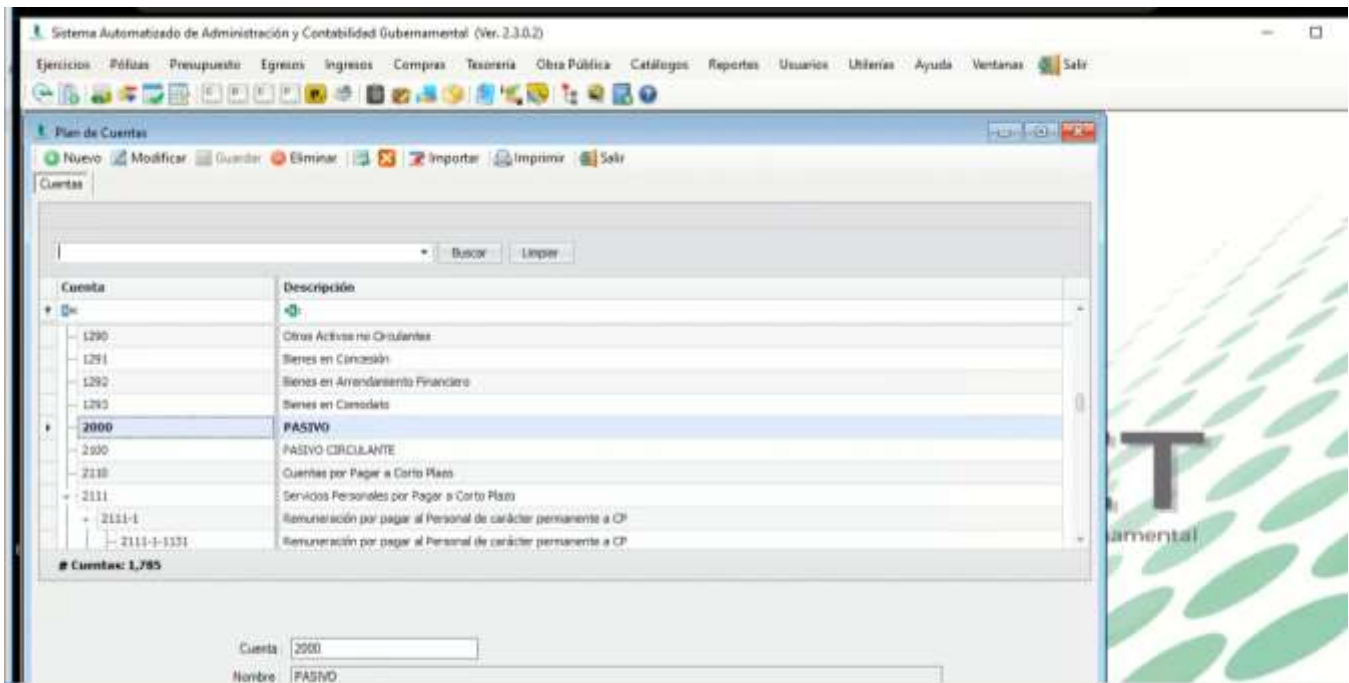 Sistema Automatizado de Administración y Contabilidad Gubernamental (Ver. 2.3.0.2)
Ejercicios Pólizas Presupuesto Egresos Ingresos Compras Tesorería Obra Pública Catálogos Reportes Usuarios Utilerías Ayuda Ventanas Salir
Plan de Cuentas
Nuevo Modificar Guardar Eliminar Importar Imprimir Salir
Cuentas
Buscar Limpiar
Cuenta Descripción
1290 Otros Activos no Circulantes
1291 Bienes en Concesión
1292 Bienes en Arrendamiento Financiero
1293 Bienes en Comodato
2000 PASIVO
2100 PASIVO CIRCULANTE
2110 Cuentas por Pagar a Corto Plazo
2111 Servicios Personales por Pagar a Corto Plazo
2111-1 Remuneración por pagar al Personal de carácter permanente a CP
2111-1-1131 Remuneración por pagar al Personal de carácter permanente a CP
# Cuentas: 1,785
Cuenta 2000
Nombre PASIVO
T
amental